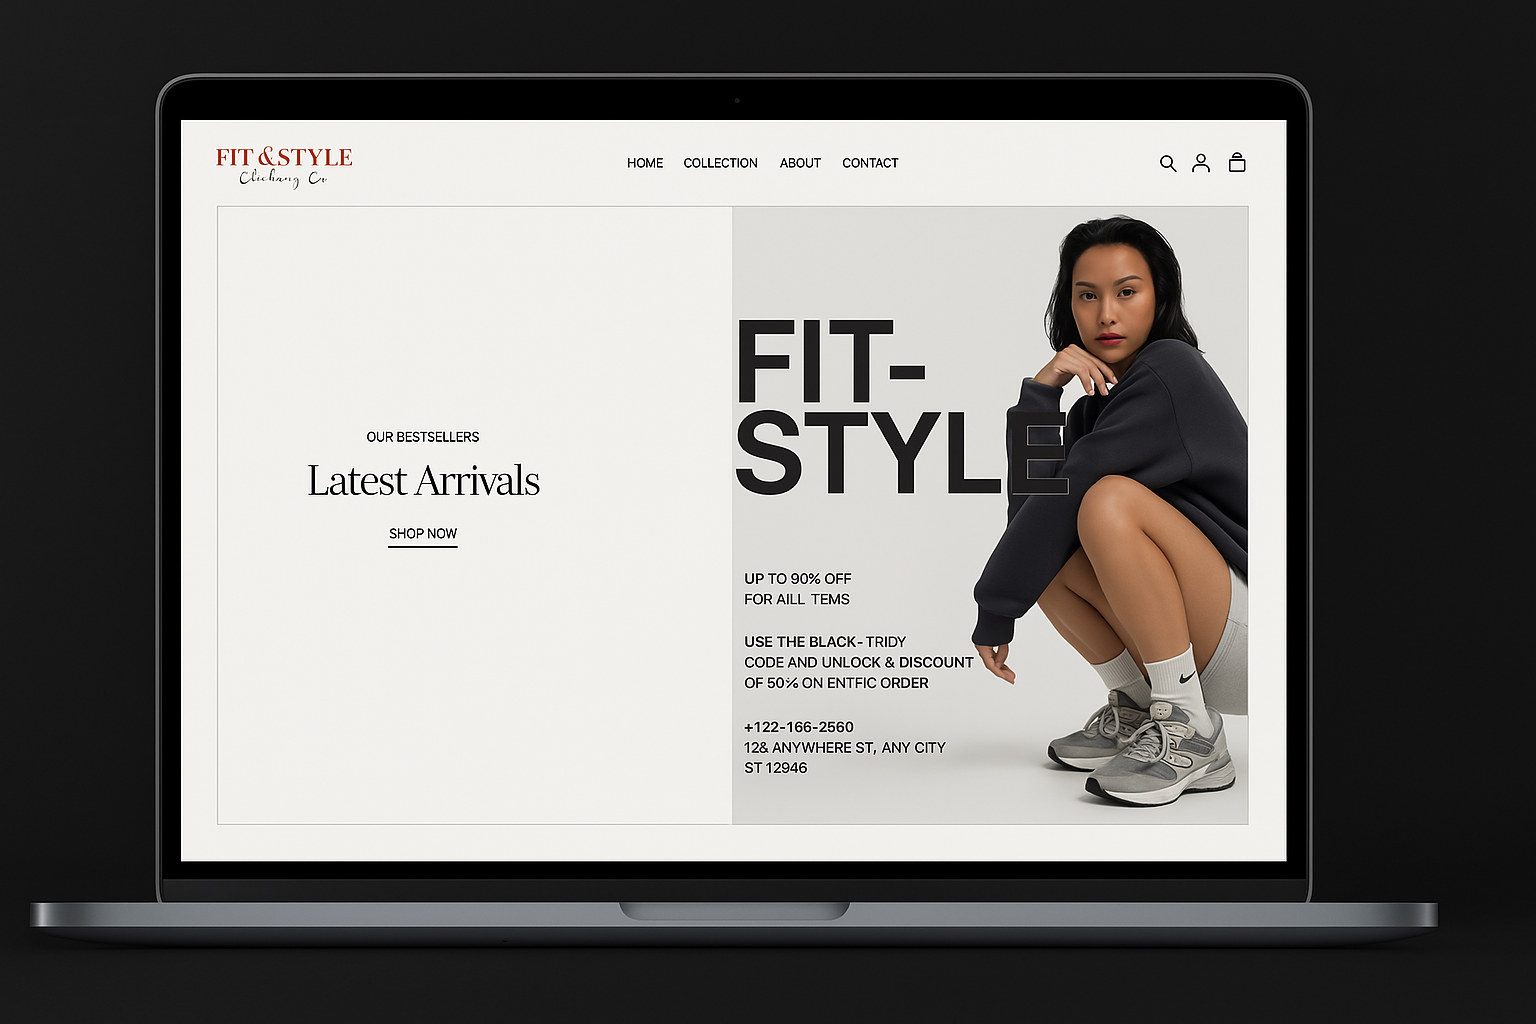 FIT &STYLE
Clichang Co
HOME COLLECTION ABOUT CONTACT
OUR BESTSELLERS
Latest Arrivals
SHOP NOW
FIT-
STYLE
UP TO 90% OFF
FOR AILL TEMS
USE THE BLACK-TRIDY
CODE AND UNLOCK & DISCOUNT
OF 50% ON ENTFIC ORDER
+122-166-2560
12& ANYWHERE ST, ANY CITY
ST 12946